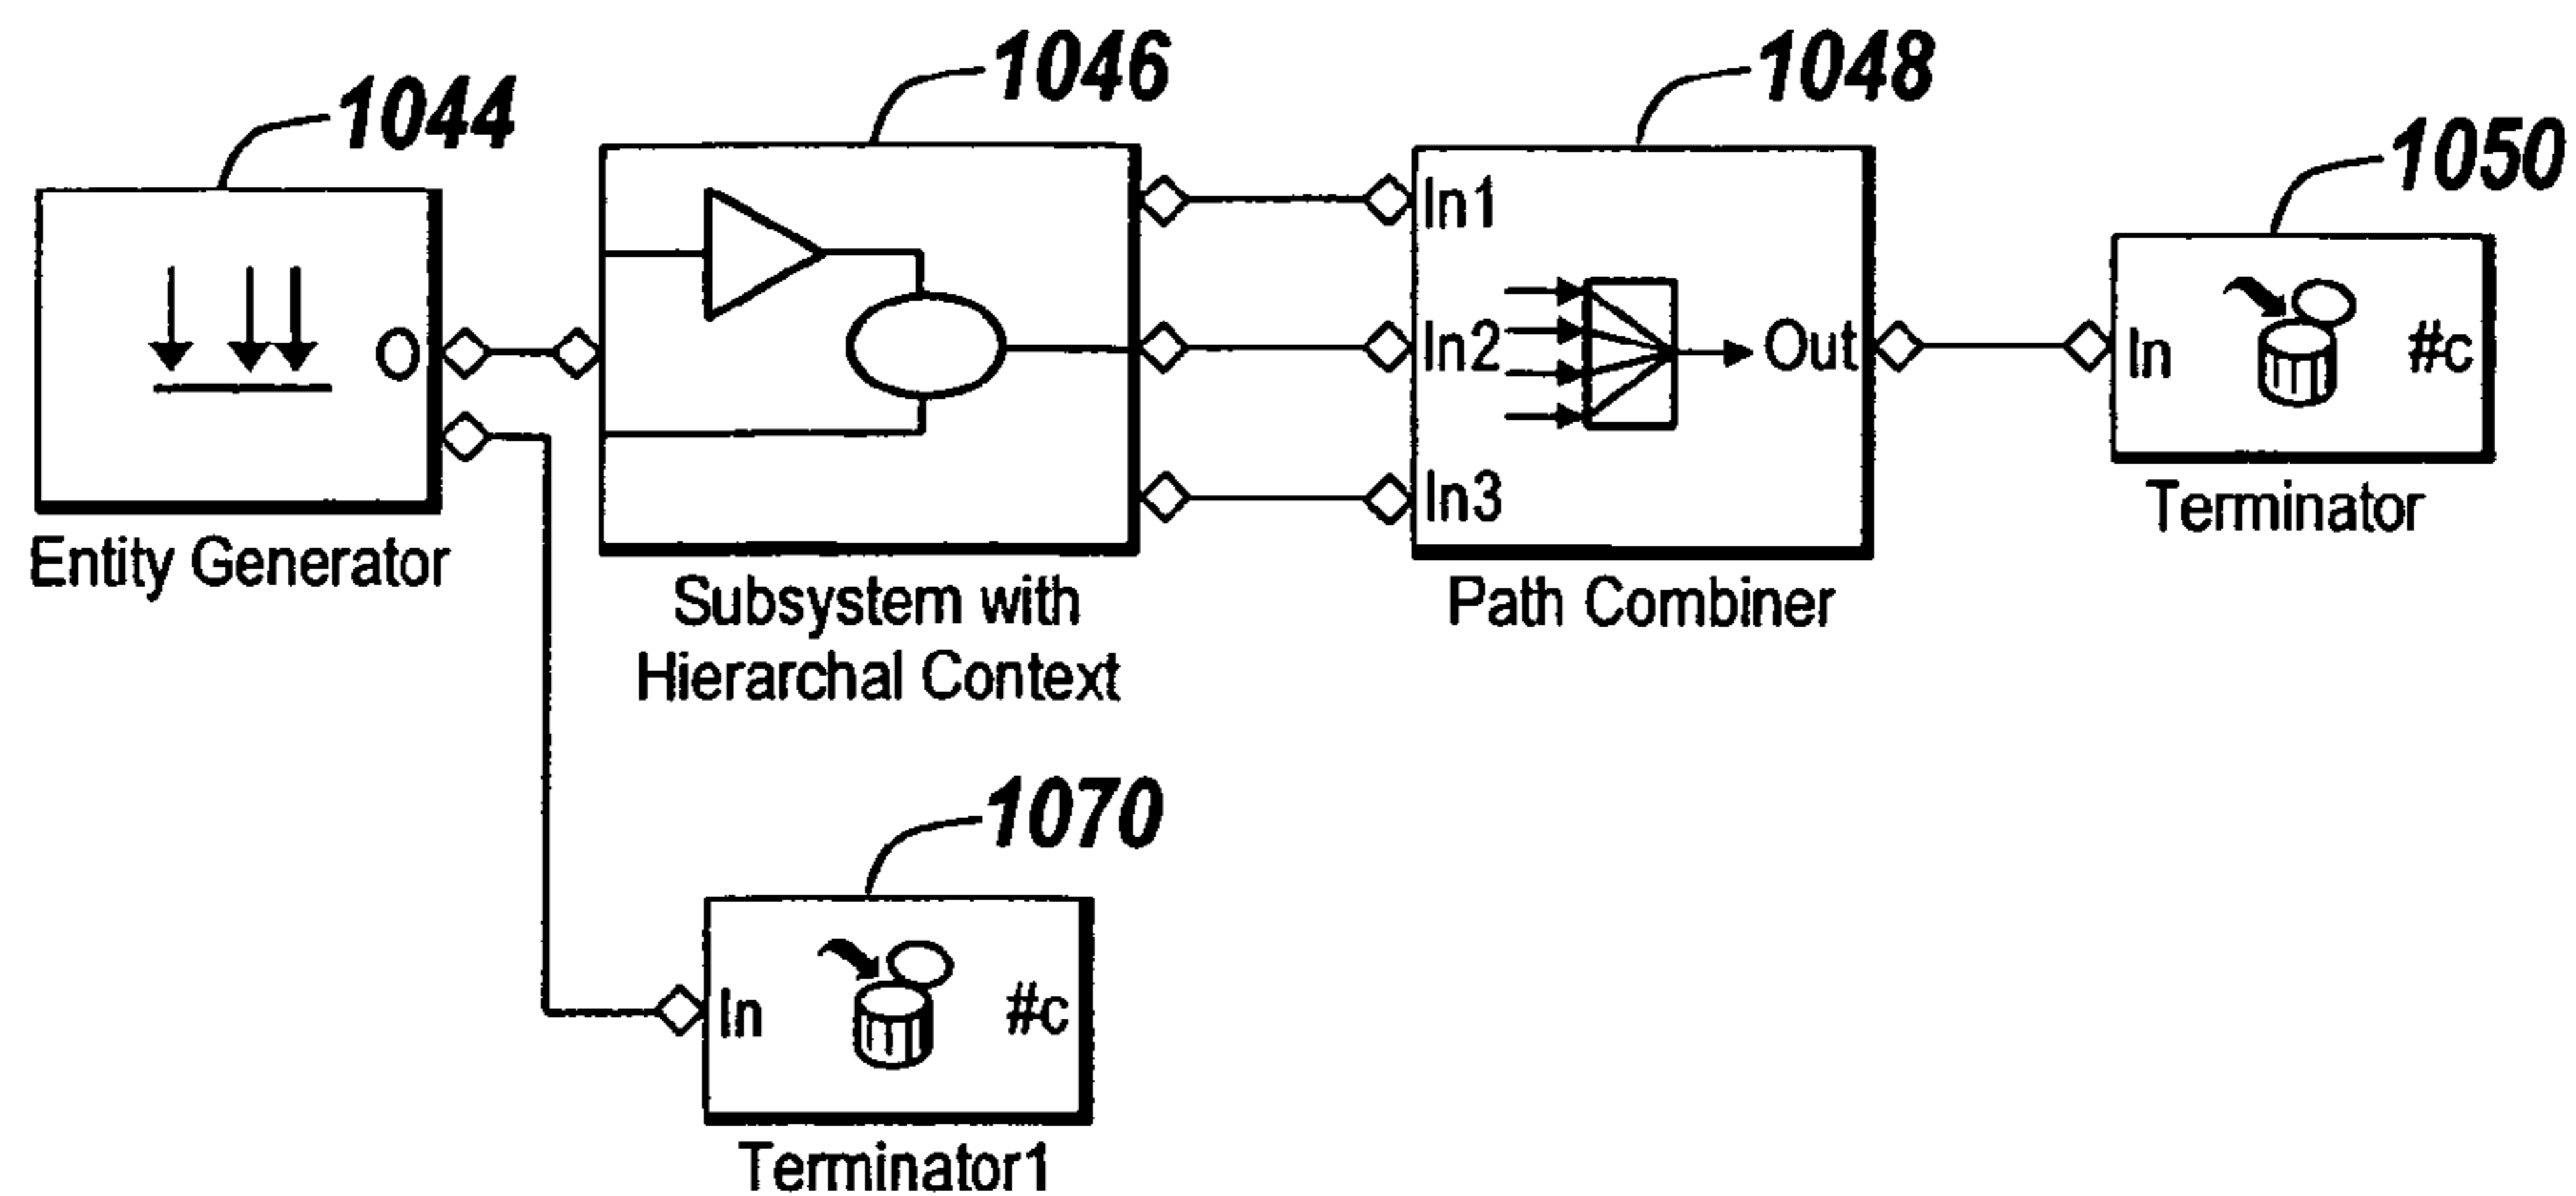 1046
1048
1044
1050
In1
O
In2
Out
In
#c
In3
Terminator
Entity Generator
Subsystem with
Hierarchal Context
Path Combiner
1070
In
#c
Terminator1